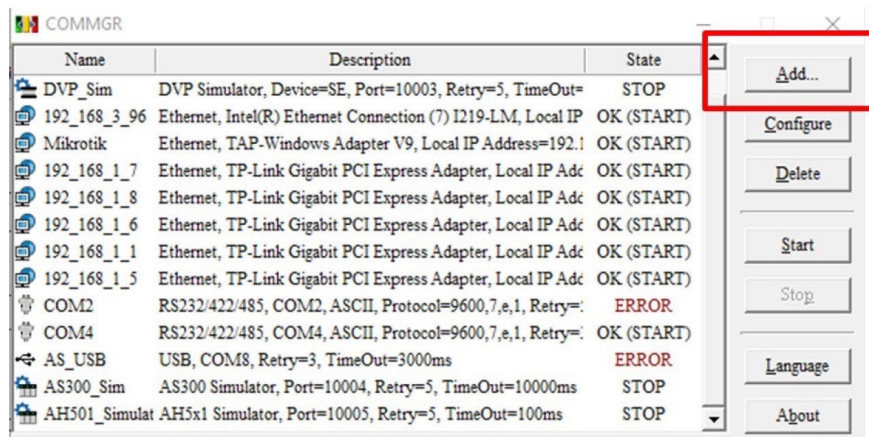 COMMGR
Name Description State
DVP_Sim DVP Simulator, Device=SE, Port=10003, Retry=5, TimeOut= STOP
192_168_3_96 Ethernet, Intel(R) Ethernet Connection (7) I219-LM, Local IP OK (START)
Mikrotik Ethernet, TAP-Windows Adapter V9, Local IP Address=192.1 OK (START)
192_168_1_7 Ethernet, TP-Link Gigabit PCI Express Adapter, Local IP Add OK (START)
192_168_1_8 Ethernet, TP-Link Gigabit PCI Express Adapter, Local IP Add OK (START)
192_168_1_6 Ethernet, TP-Link Gigabit PCI Express Adapter, Local IP Add OK (START)
192_168_1_1 Ethernet, TP-Link Gigabit PCI Express Adapter, Local IP Add OK (START)
192_168_1_5 Ethernet, TP-Link Gigabit PCI Express Adapter, Local IP Add OK (START)
COM2 RS232/422/485, COM2, ASCII, Protocol=9600,7,e,1, Retry= ERROR
COM4 RS232/422/485, COM4, ASCII, Protocol=9600,7,e,1, Retry= OK (START)
AS_USB USB, COM8, Retry=3, TimeOut=3000ms ERROR
AS300_Sim AS300 Simulator, Port=10004, Retry=5, TimeOut=10000ms STOP
AH501_Simulat AH5x1 Simulator, Port=10005, Retry=5, TimeOut=100ms STOP
Add...
Configure
Delete
Start
Stop
Language
About